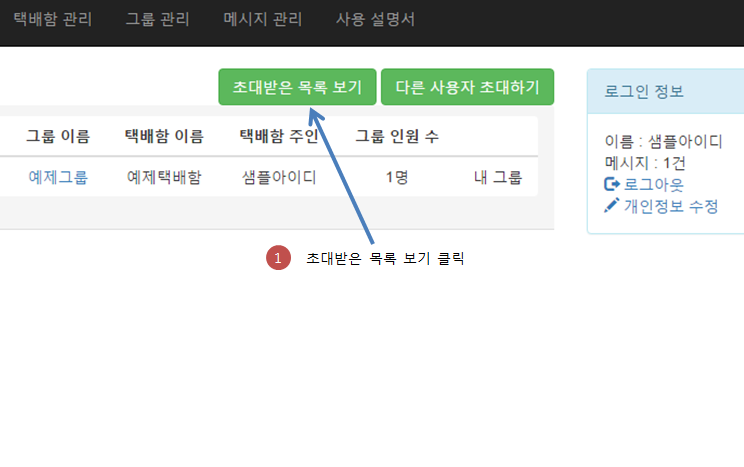 택배함 관리 그룹 관리 메시지 관리 사용 설명서
초대받은 목록 보기 다른 사용자 초대하기
그룹 이름 택배함 이름 택배함 주인 그룹 인원 수
예제그룹 예제택배함 샘플아이디 1명 내 그룹
1 초대받은 목록 보기 클릭
로그인 정보
이름 : 샘플아이디
메시지 : 1건
로그아웃
개인정보 수정